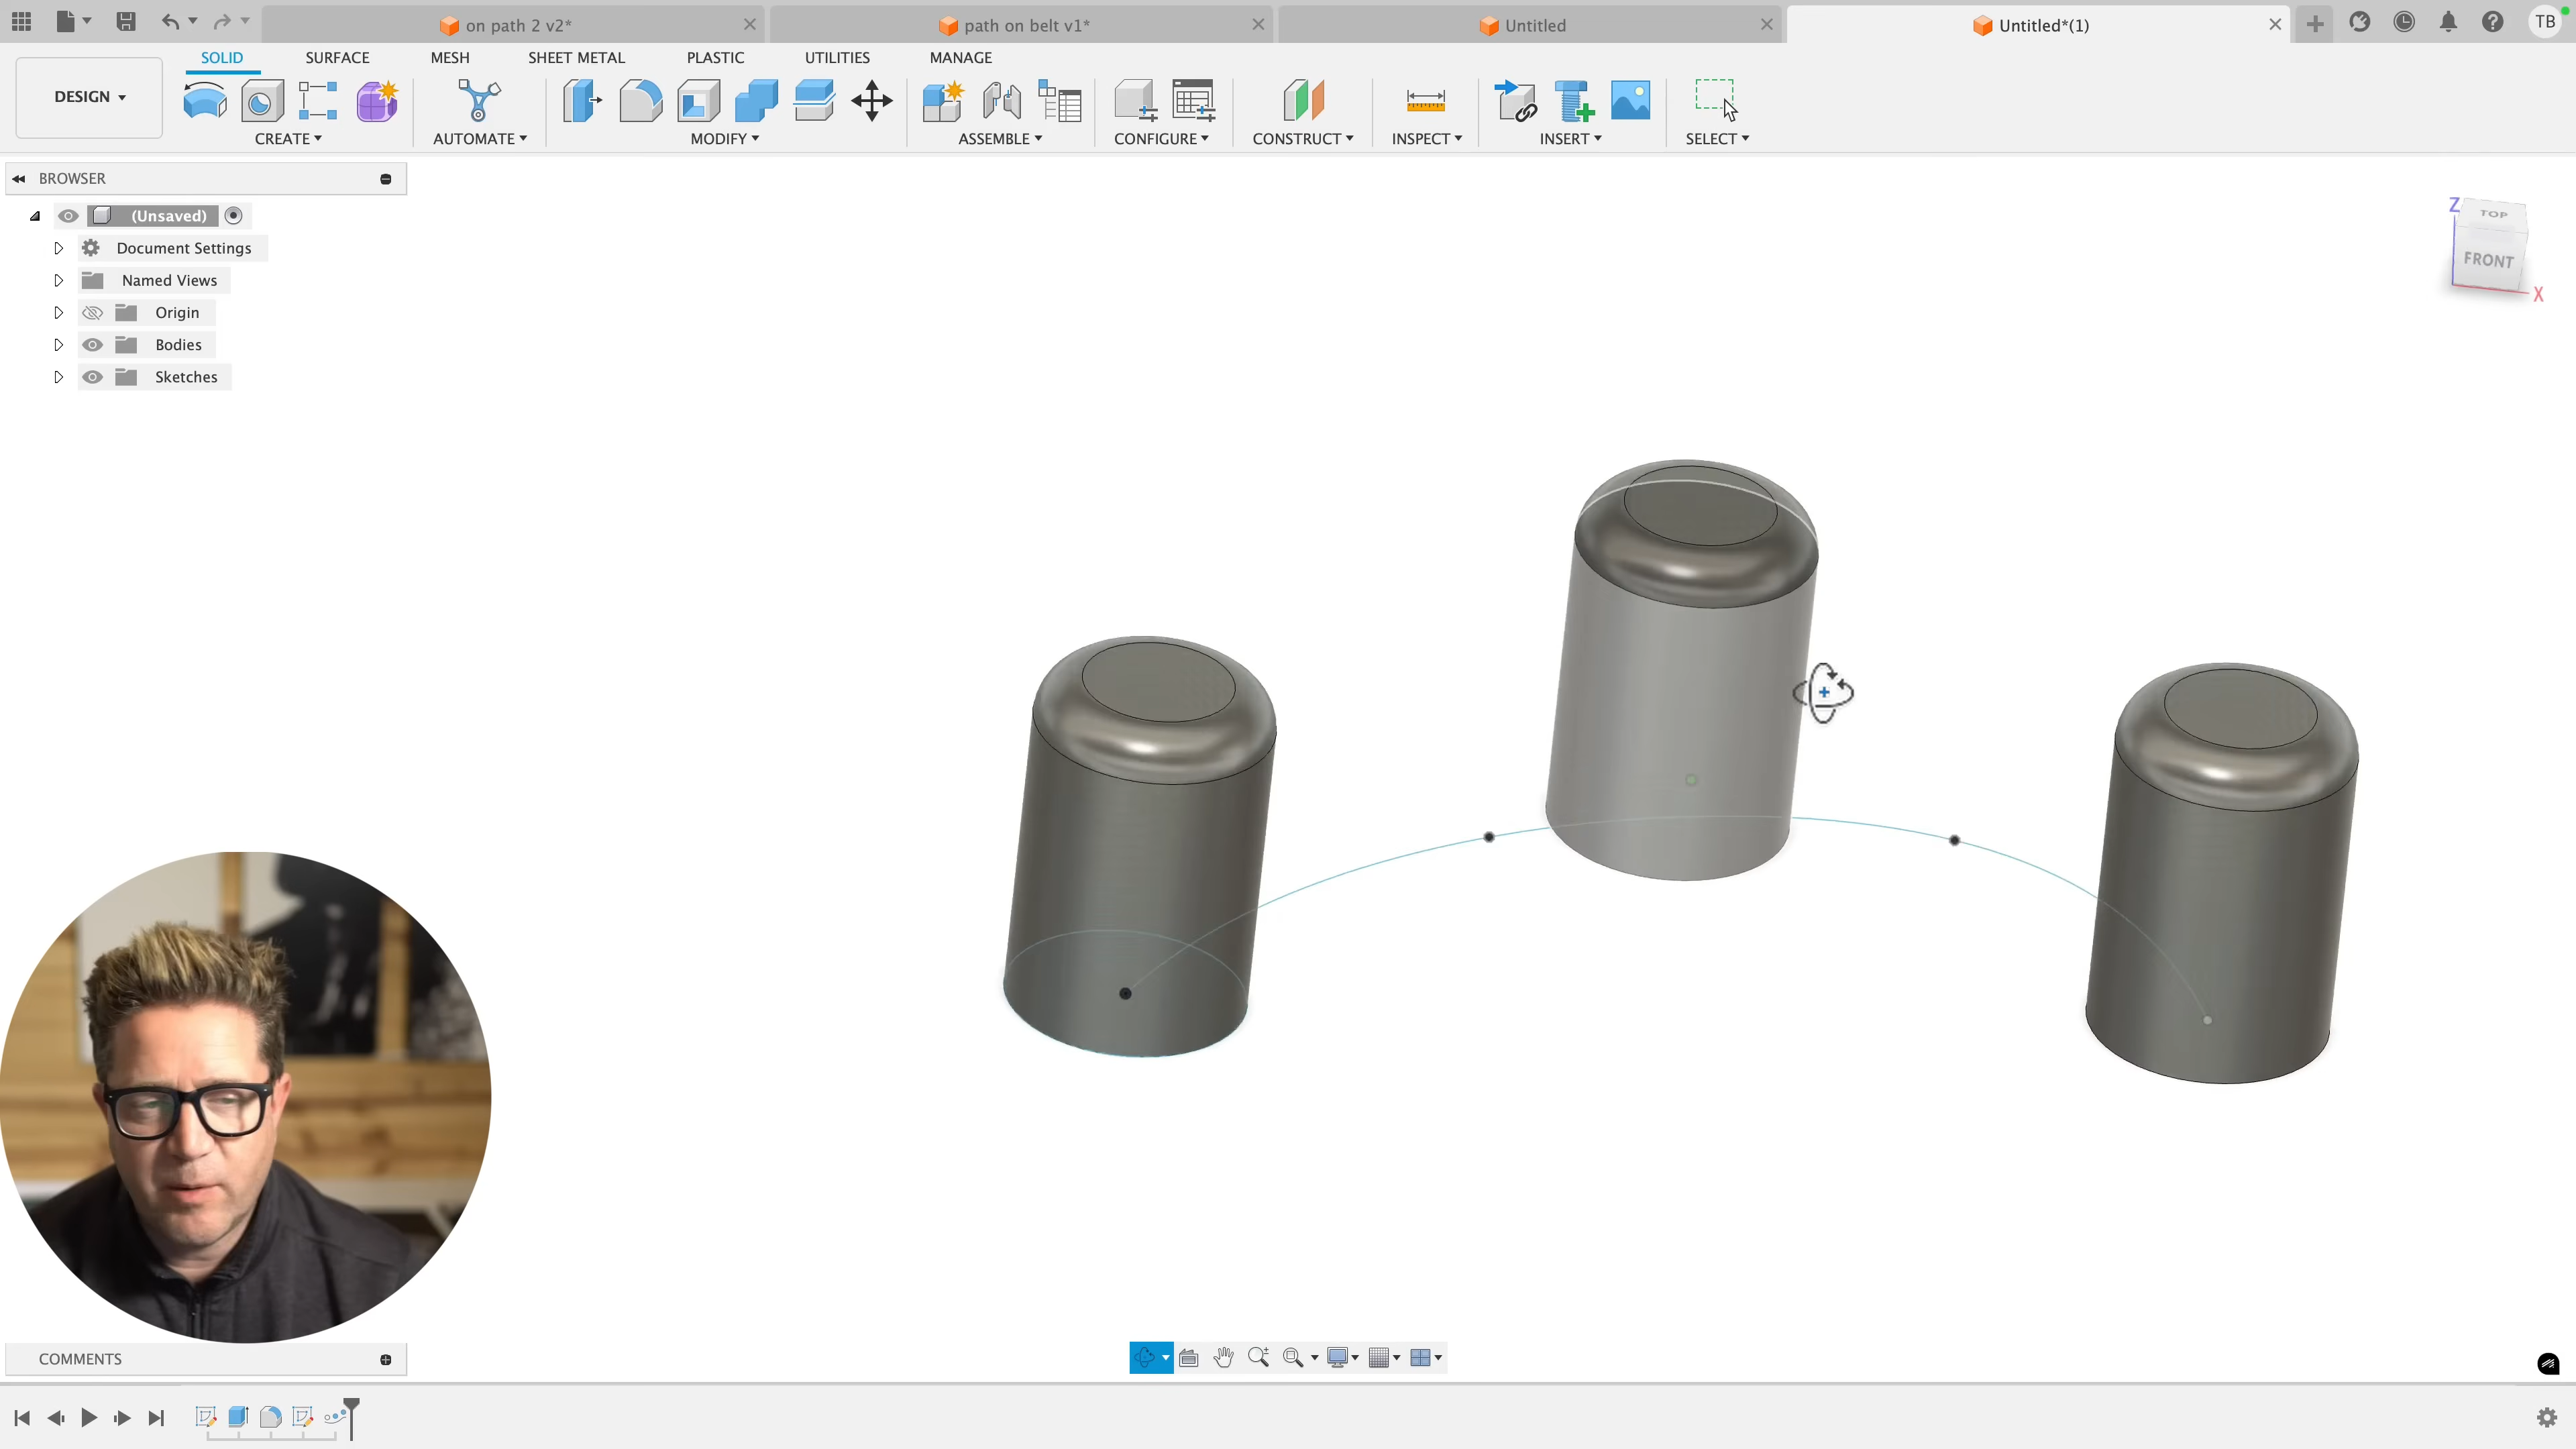 on path 2 v2*
path on belt v1*
Untitled
Untitled*(1)
TB
DESIGN
SOLID
SURFACE
MESH
SHEET METAL
PLASTIC
UTILITIES
MANAGE
CREATE
AUTOMATE
MODIFY
ASSEMBLE
CONFIGURE
CONSTRUCT
INSPECT
INSERT
SELECT
BROWSER
(Unsaved)
Document Settings
Named Views
Origin
Bodies
Sketches
Z
TOP
FRONT
X
COMMENTS